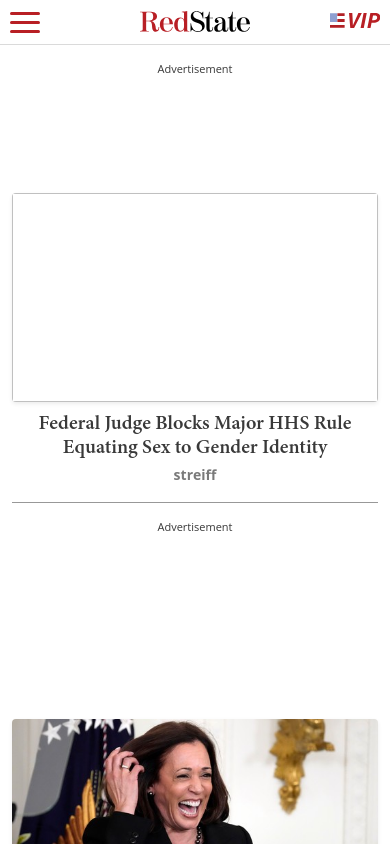 RedState
VIP
Advertisement
Federal Judge Blocks Major HHS Rule
Equating Sex to Gender Identity
streiff
Advertisement